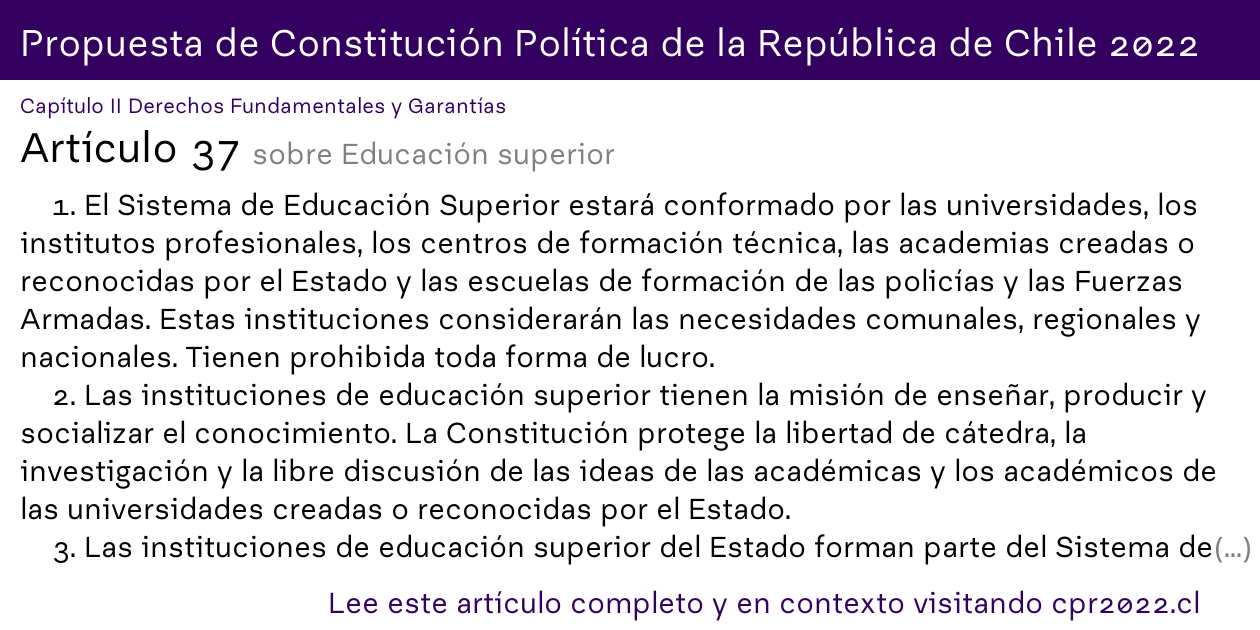 Propuesta de Constitución Política de la República de Chile 2022
Capítulo II Derechos Fundamentales y Garantías
Artículo 37 sobre Educación superior
1. El Sistema de Educación Superior estará conformado por las universidades, los
institutos profesionales, los centros de formación técnica, las academias creadas o
reconocidas por el Estado y las escuelas de formación de las policías y las Fuerzas
Armadas. Estas instituciones considerarán las necesidades comunales, regionales y
nacionales. Tienen prohibida toda forma de lucro.
2. Las instituciones de educación superior tienen la misión de enseñar, producir y
socializar el conocimiento. La Constitución protege la libertad de cátedra, la
investigación y la libre discusión de las ideas de las académicas y los académicos de
las universidades creadas o reconocidas por el Estado.
3. Las instituciones de educación superior del Estado forman parte del Sistema de(...)
Lee este artículo completo y en contexto visitando cpr2022.cl